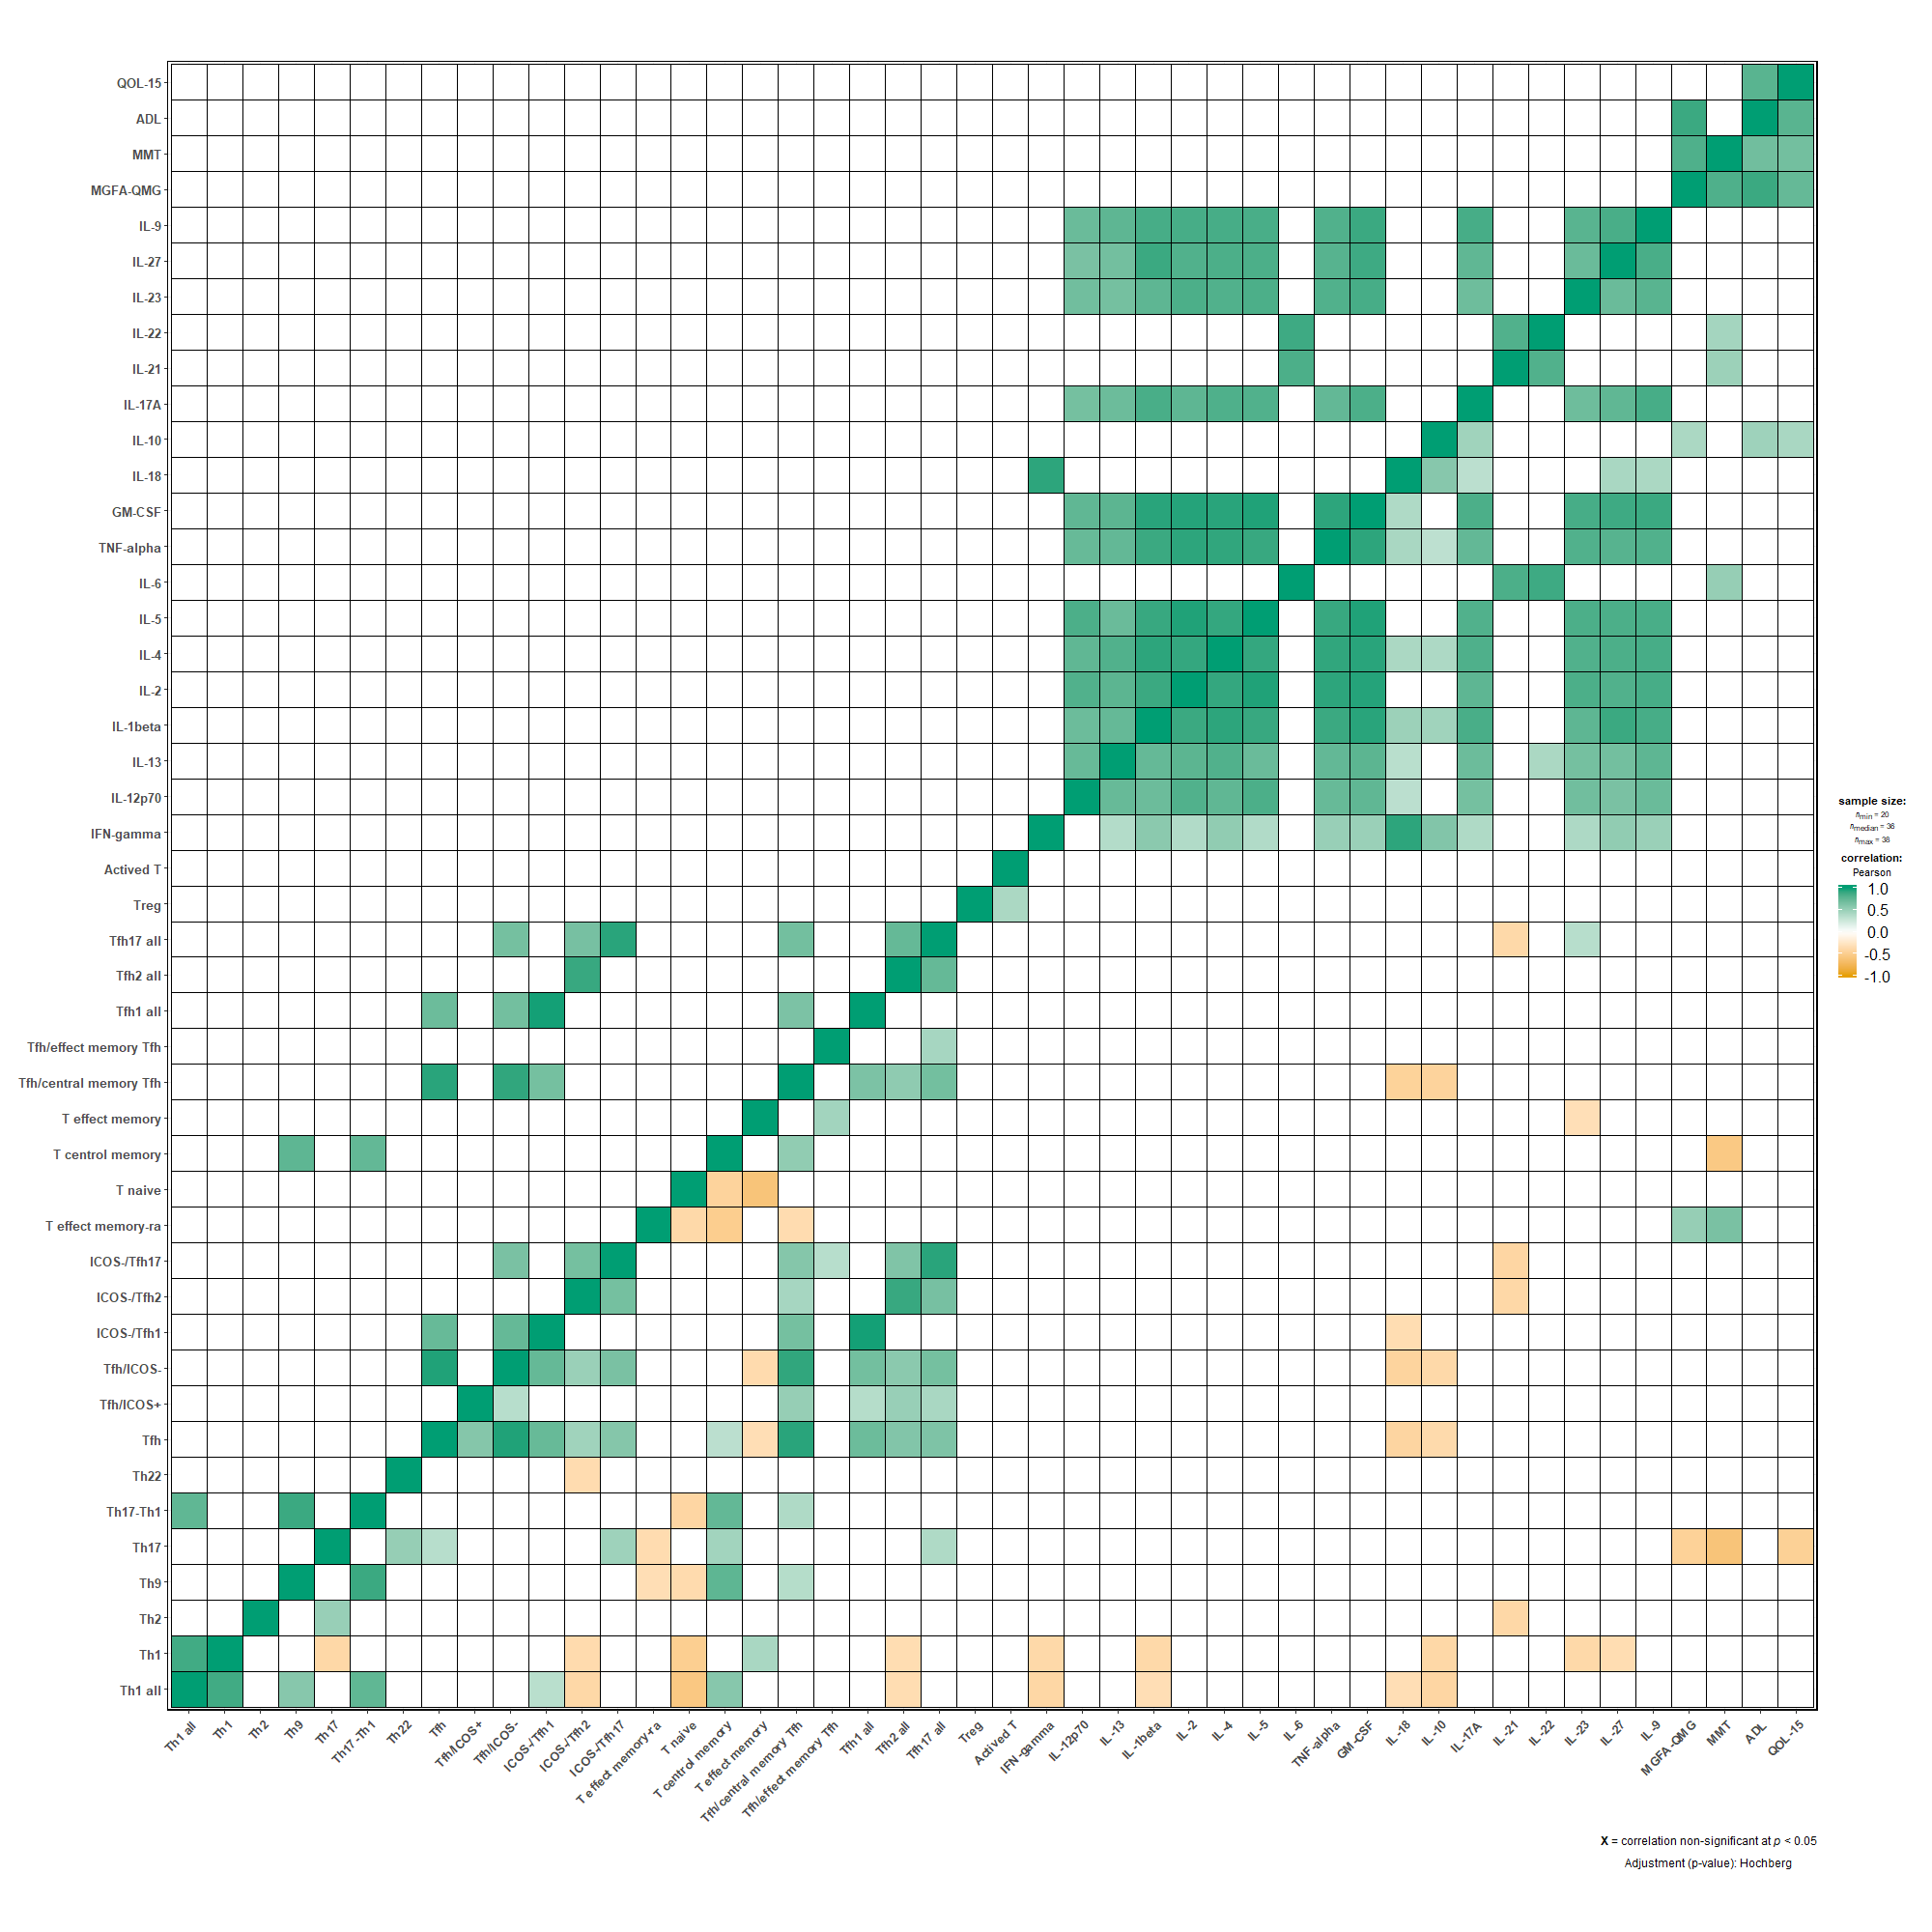 QOL-15
ADL
MMT
MGFA-QMG
IL-9
IL-27
IL-23
IL-22
IL-21
IL-17A
IL-10
IL-18
GM-CSF
TNF-alpha
IL-6
IL-5
IL-4
IL-2
IL-1beta
IL-13
IL-12p70
IFN-gamma
Actived T
Treg
Tfh17 all
Tfh2 all
Tfh1 all
Tfh/effect memory Tfh
Tfh/central memory Tfh
T effect memory
T centrol memory
T naive
T effect memory-ra
ICOS-/Tfh17
ICOS-/Tfh2
ICOS-/Tfh1
Tfh/ICOS-
Tfh/ICOS+
Tfh
Th22
Th17-Th1
Th17
Th9
Th2
Th1
Th1 all
Th1 all
Th1
Th2
Th9
Th17
Th17-Th1
Th22
Tfh
Tfh/ICOS+
Tfh/ICOS-
ICOS-/Tfh1
ICOS-/Tfh2
ICOS-/Tfh17
T effect memory-ra
T naive
T centrol memory
T effect memory
Tfh/central memory Tfh
Tfh/effect memory Tfh
Tfh1 all
Tfh2 all
Tfh17 all
Treg
Actived T
IFN-gamma
IL-12p70
IL-13
IL-1beta
IL-2
IL-4
IL-5
IL-6
TNF-alpha
GM-CSF
IL-18
IL-10
IL-17A
IL-21
IL-22
IL-23
IL-27
IL-9
MGFA-QMG
MMT
ADL
QOL-15
sample size:
nmin = 20
nmedian = 36
nmax = 38
correlation:
Pearson
1.0
0.5
0.0
-0.5
-1.0
X = correlation non-significant at p < 0.05
Adjustment (p-value): Hochberg